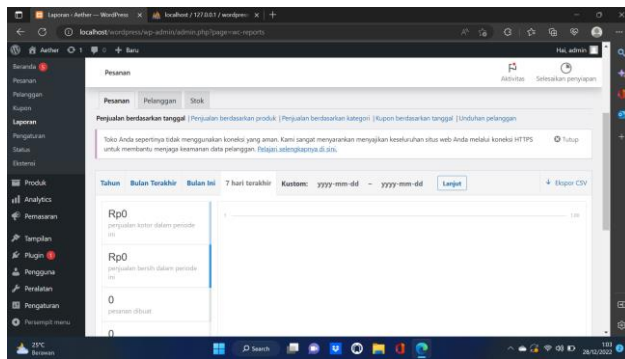 Laporan - Aether — WordPress
localhost / 127.0.0.1 / wordpress
localhost/wordpress/wp-admin/admin.php?page=wc-reports
Aether 1 0 + Baru
Hai, admin
Beranda
Pesanan
Pelanggan
Kupon
Laporan
Pengaturan
Status
Ekstensi
Produk
Analytics
Pemasaran
Tampilan
Plugin
Pengguna
Peralatan
Pengaturan
Persempit menu
Pesanan
Aktivitas
Selesaikan penyiapan
Pesanan Pelanggan Stok
Penjualan berdasarkan tanggal | Penjualan berdasarkan produk | Penjualan berdasarkan kategori | Kupon berdasarkan tanggal | Unduhan pelanggan
Toko Anda sepertinya tidak menggunakan koneksi yang aman. Kami sangat menyarankan menyajikan keseluruhan situs web Anda melalui koneksi HTTPS
untuk membantu menjaga keamanan data pelanggan. Pelajari selengkapnya di sini.
Tutup
Tahun Bulan Terakhir Bulan Ini 7 hari terakhir Kustom: yyyy-mm-dd – yyyy-mm-dd Lanjut Ekspor CSV
Rp0
penjualan kotor dalam periode
ini
Rp0
penjualan bersih dalam periode
ini
0
pesanan dibuat
0
25°C
Berawan
Search
1:03
28/12/2022